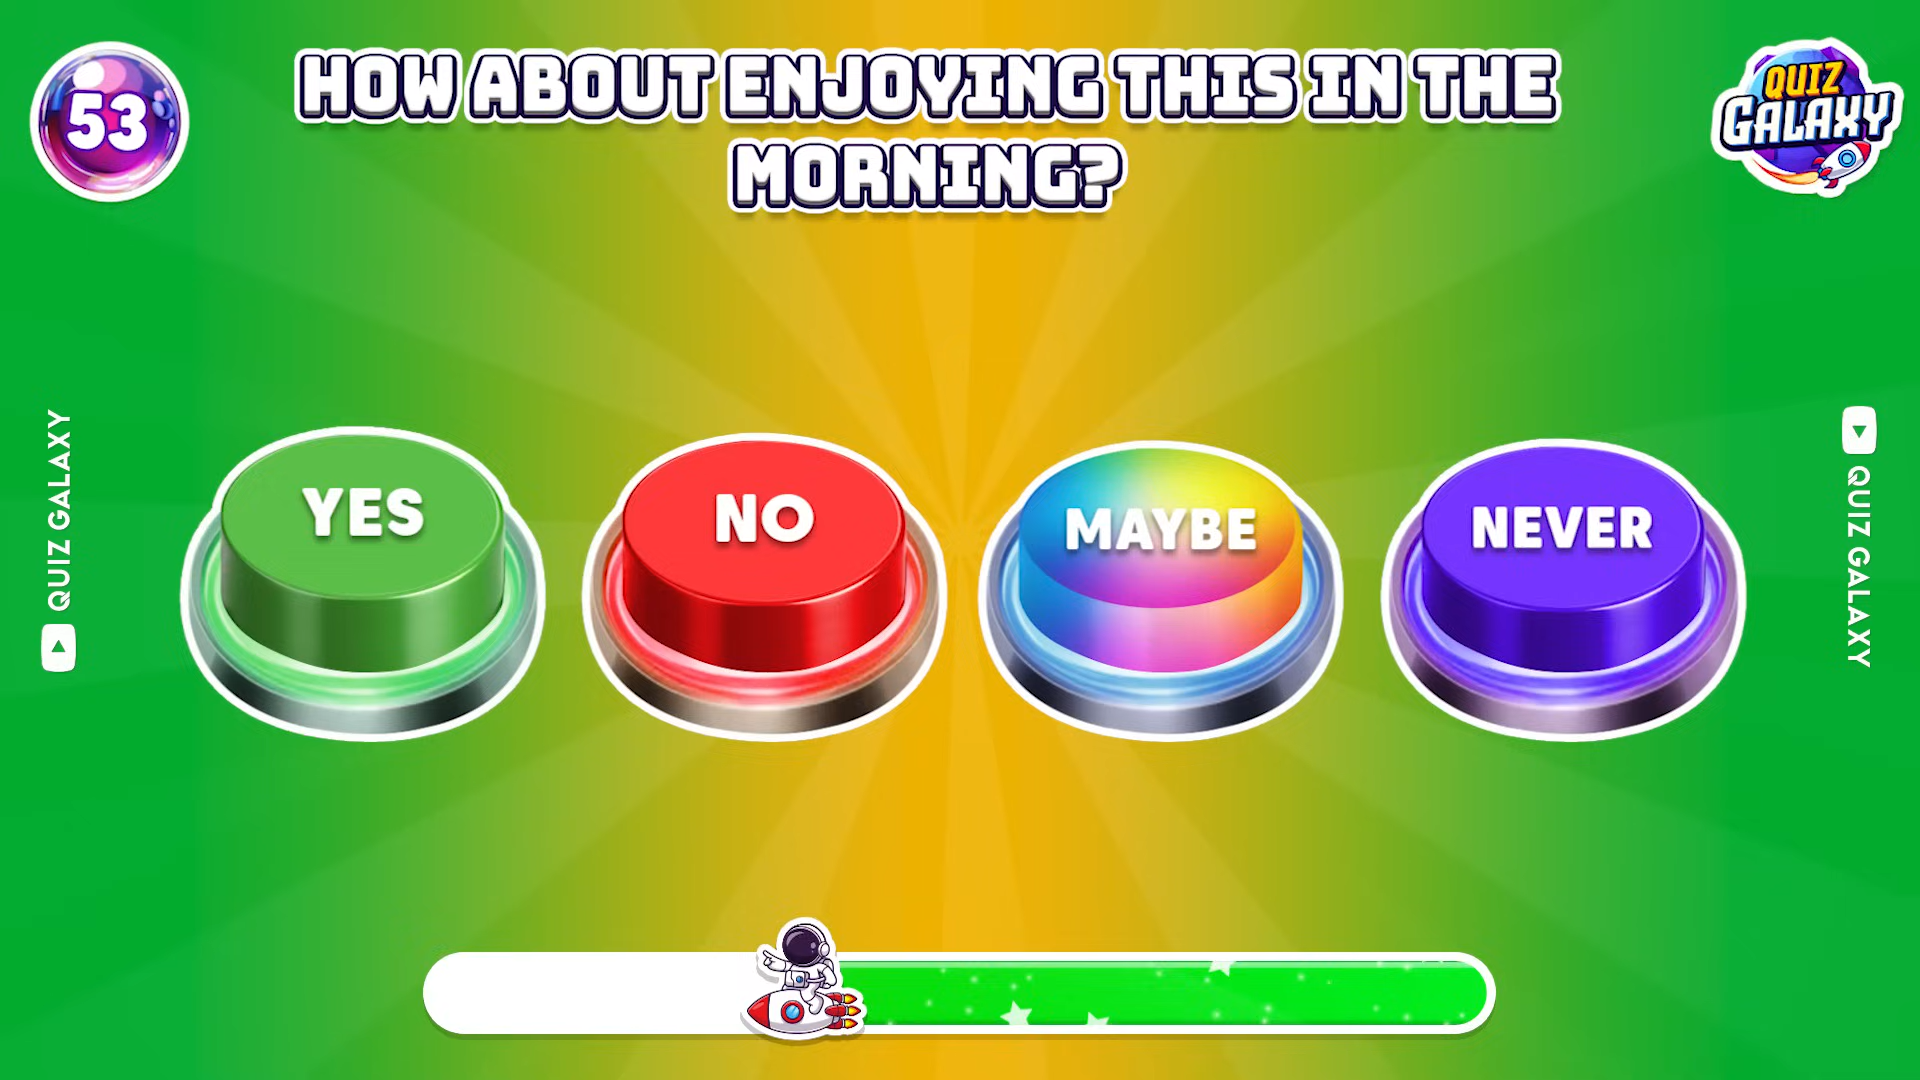 53
HOW ABOUT ENJOYING THIS IN THE
MORNING?
QUIZ
GALAXY
YES
NO
MAYBE
NEVER
QUIZ GALAXY
QUIZ GALAXY